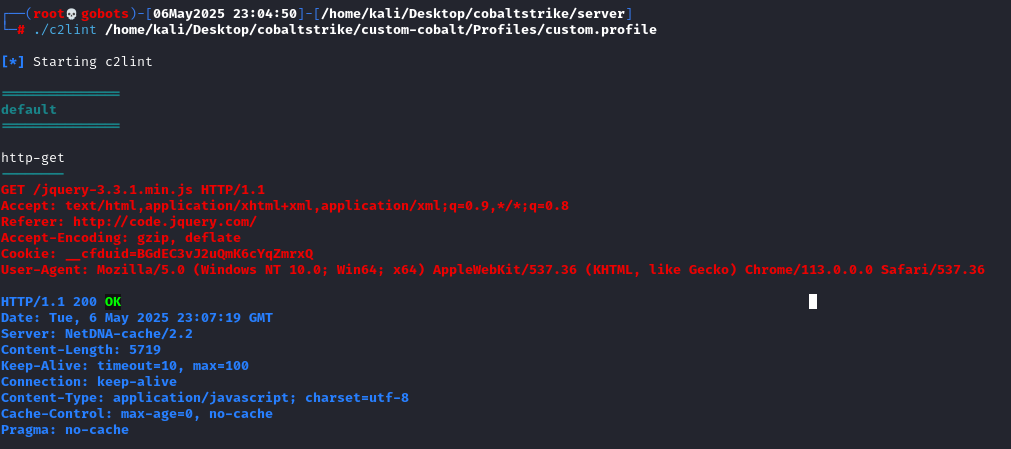 ┌──(root💀gobots)-[06May2025 23:04:50]-[/home/kali/Desktop/cobaltstrike/server]
└─# ./c2lint /home/kali/Desktop/cobaltstrike/custom-cobalt/Profiles/custom.profile
[*] Starting c2lint
===============
default
===============
http-get
--------
GET /jquery-3.3.1.min.js HTTP/1.1
Accept: text/html,application/xhtml+xml,application/xml;q=0.9,*/*;q=0.8
Referer: http://code.jquery.com/
Accept-Encoding: gzip, deflate
Cookie: __cfduid=BGdEC3vJ2uQmK6cYqZmrxQ
User-Agent: Mozilla/5.0 (Windows NT 10.0; Win64; x64) AppleWebKit/537.36 (KHTML, like Gecko) Chrome/113.0.0.0 Safari/537.36
HTTP/1.1 200 OK
Date: Tue, 6 May 2025 23:07:19 GMT
Server: NetDNA-cache/2.2
Content-Length: 5719
Keep-Alive: timeout=10, max=100
Connection: keep-alive
Content-Type: application/javascript; charset=utf-8
Cache-Control: max-age=0, no-cache
Pragma: no-cache